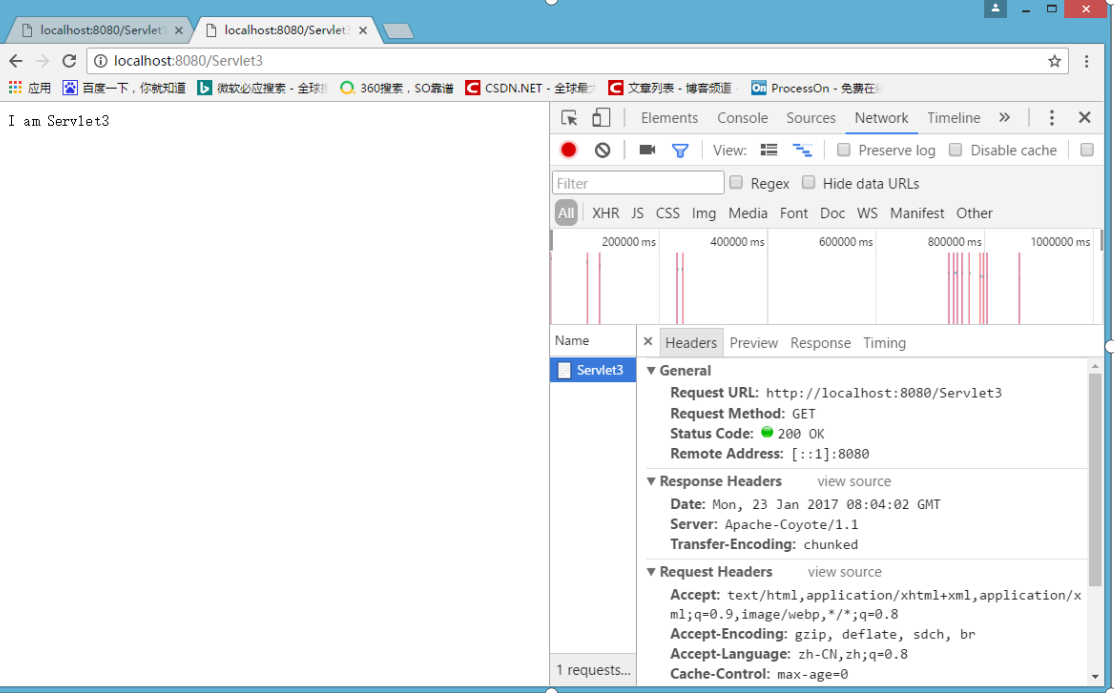 localhost:8080/Servlet
localhost:8080/Servlet3
localhost:8080/Servlet3
应用 百度一下，你就知道 微软必应搜索 - 全球 360搜索，SO靠谱 CSDN.NET - 全球最 文章列表 - 博客频道 - ProcessOn - 免费在
I am Servlet3
Elements Console Sources Network Timeline »
View: Preserve log Disable cache
Filter Regex Hide data URLs
All XHR JS CSS Img Media Font Doc WS Manifest Other
200000 ms 400000 ms 600000 ms 800000 ms 1000000 ms
Name
Servlet3
1 requests...
Headers Preview Response Timing
General
Request URL: http://localhost:8080/Servlet3
Request Method: GET
Status Code: 200 OK
Remote Address: [::1]:8080
Response Headers view source
Date: Mon, 23 Jan 2017 08:04:02 GMT
Server: Apache-Coyote/1.1
Transfer-Encoding: chunked
Request Headers view source
Accept: text/html,application/xhtml+xml,application/x
ml;q=0.9,image/webp,*/*;q=0.8
Accept-Encoding: gzip, deflate, sdch, br
Accept-Language: zh-CN,zh;q=0.8
Cache-Control: max-age=0